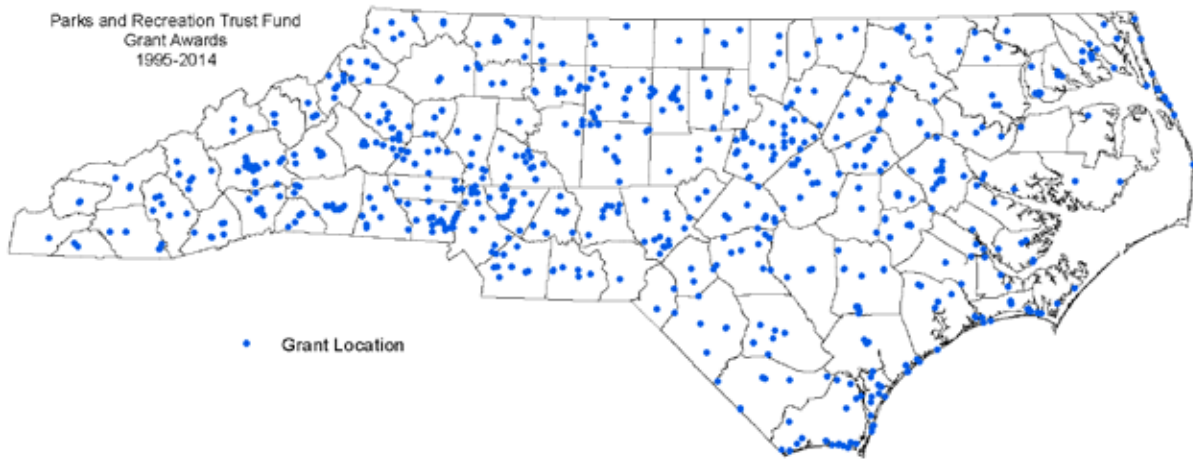 Parks and Recreation Trust Fund
Grant Awards
1995-2014
Grant Location